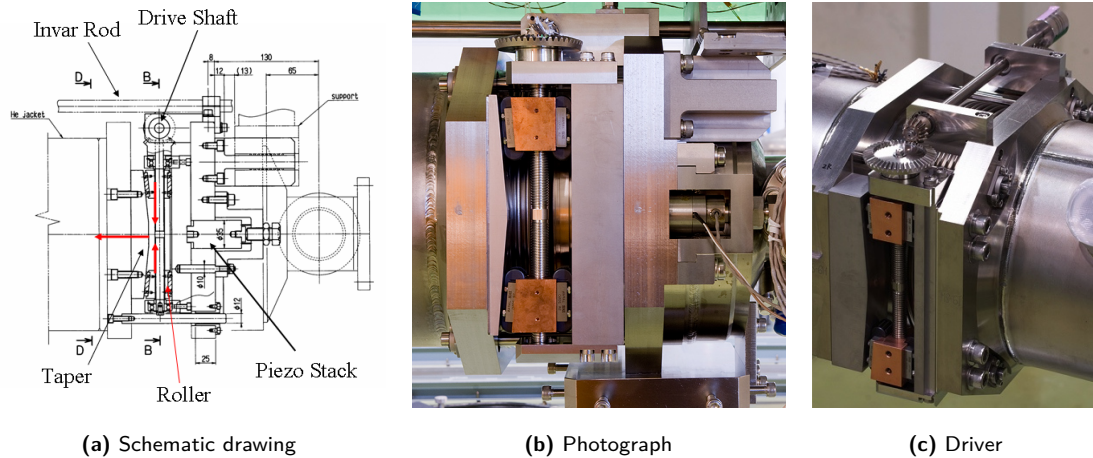 Drive Shaft
Invar Rod
8 130
12 (13) 65
D B
support
He jacket
φ35
φ10
φ12
D B
25
Taper
Piezo Stack
Roller
(a) Schematic drawing
(b) Photograph
(c) Driver